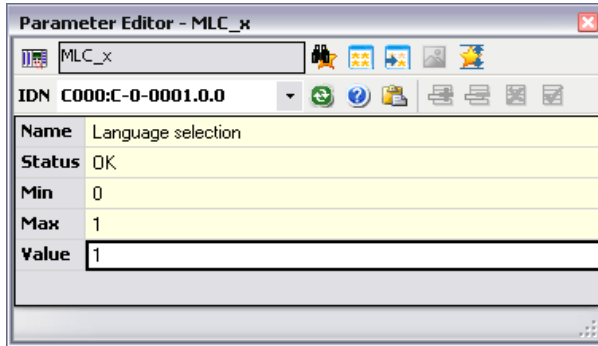 Parameter Editor - MLC_x
MLC_x
IDN C000:C-0-0001.0.0
Name Language selection
Status OK
Min 0
Max 1
Value 1